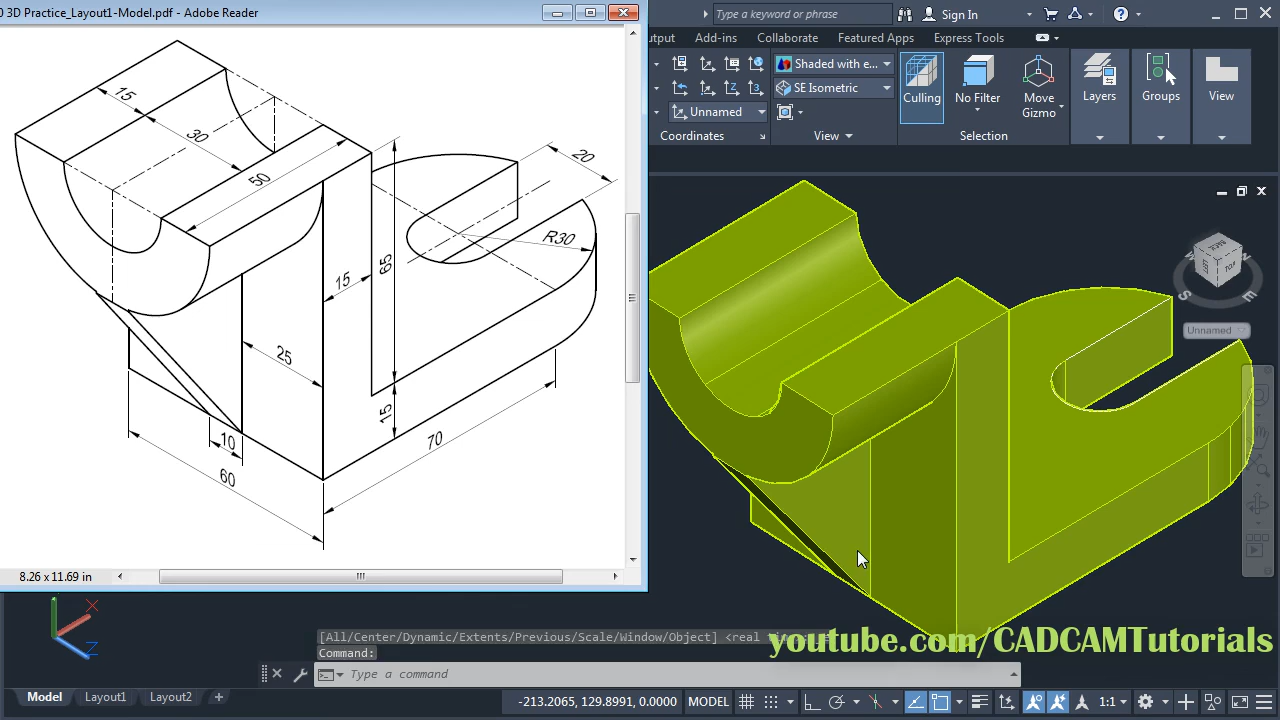 0 3D Practice_Layout1-Model.pdf - Adobe Reader
Type a keyword or phrase
Sign In
?
utput
Add-ins
Collaborate
Featured Apps
Express Tools
Shaded with e...
SE Isometric
Unnamed
Culling
No Filter
Move
Gizmo
Layers
Groups
View
Coordinates
View
Selection
15
30
50
20
R30
65
15
25
15
70
10
60
BACK
TOP
S
E
Unnamed
8.26 x 11.69 in
X
Z
[All/Center/Dynamic/Extents/Previous/Scale/Window/Object] <real
Command:
youtube.com/CADCAMTutorials
Type a command
Model
Layout1
Layout2
+
-213.2065, 129.8991, 0.0000
MODEL
1:1